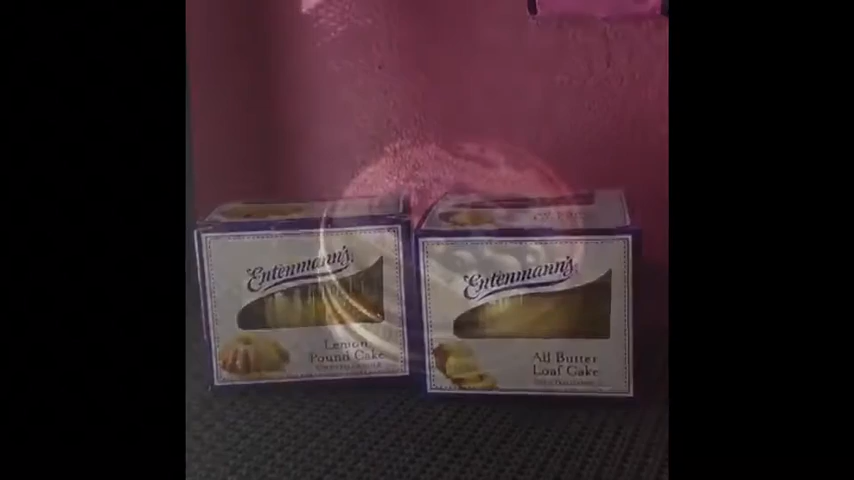 Entenmann's
Lemon
Pound Cake
Entenmann's
All Butter
Loaf Cake